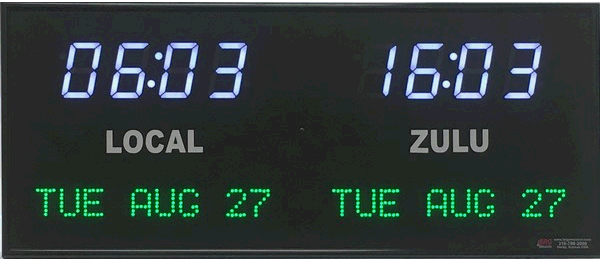 06:03 16:03
LOCAL ZULU
TUE AUG 27 TUE AUG 27